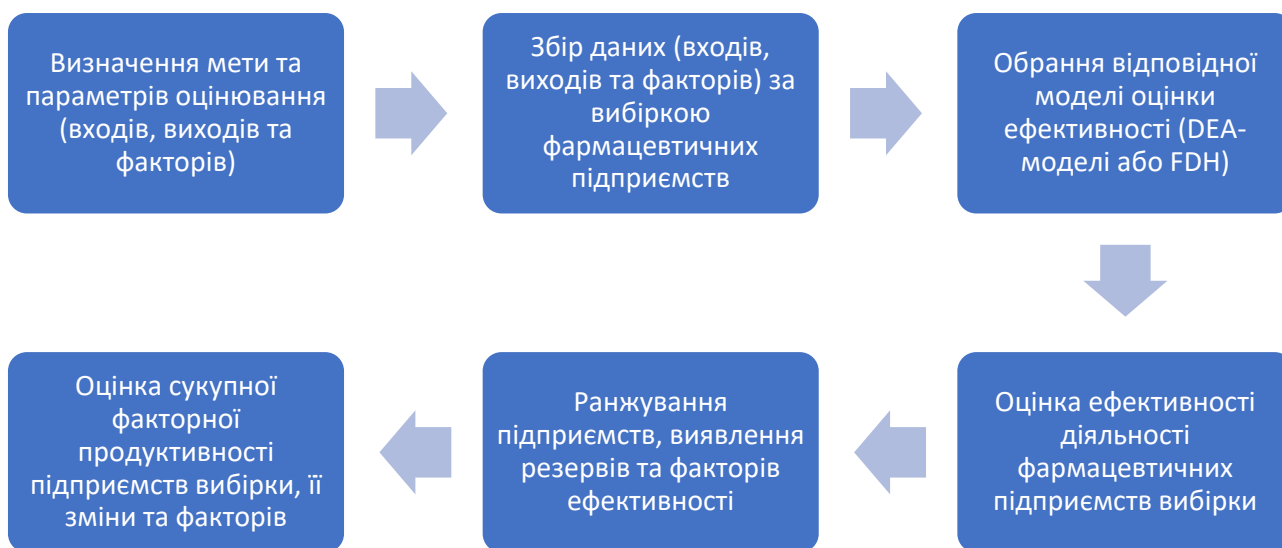 Визначення мети та
параметрів оцінювання
(входів, виходів та
факторів)
Збір даних (входів,
виходів та факторів) за
вибіркою
фармацевтичних
підприємств
Обрання відповідної
моделі оцінки
ефективності (DEA-
моделі або FDH)
Оцінка ефективності
діяльності
фармацевтичних
підприємств вибірки
Ранжування
підприємств, виявлення
резервів та факторів
ефективності
Оцінка сукупної
факторної
продуктивності
підприємств вибірки, її
зміни та факторів